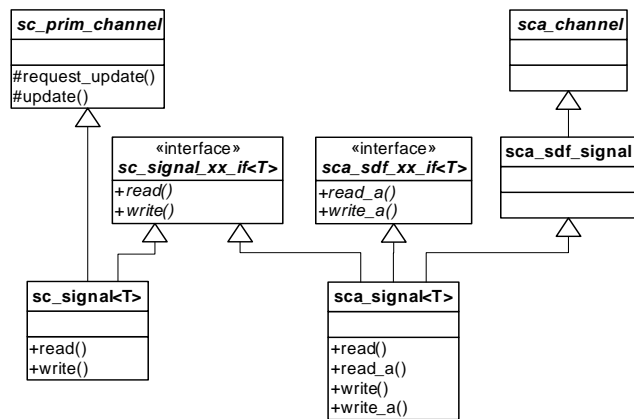 sc_prim_channel
#request_update()
#update()
sca_channel
«interface»
sc_signal_xx_if<T>
+read()
+write()
«interface»
sca_sdf_xx_if<T>
+read_a()
+write_a()
sca_sdf_signal
sc_signal<T>
+read()
+write()
sca_signal<T>
+read()
+read_a()
+write()
+write_a()